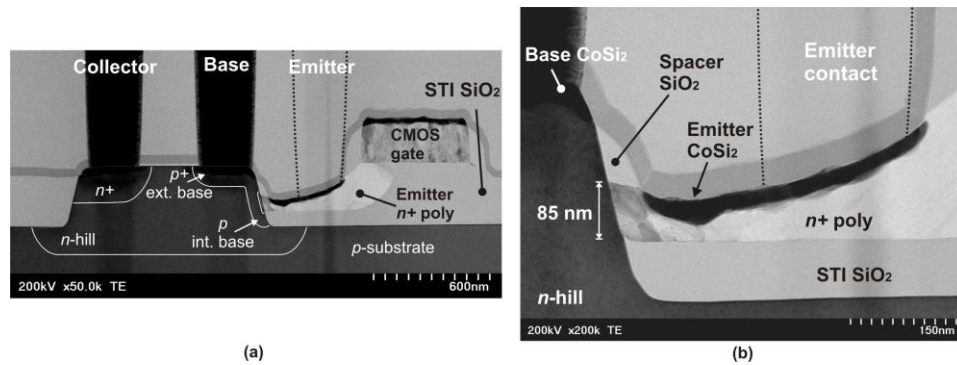 Collector
Base
Emitter
STI SiO₂
CMOS
gate
n+
p+
ext. base
Emitter
n+ poly
p
int. base
n-hill
p-substrate
200kV x50.0k TE
600nm
(a)
Base CoSi₂
Spacer
SiO₂
Emitter
contact
Emitter
CoSi₂
85 nm
n+ poly
STI SiO₂
n-hill
200kV x200k TE
150nm
(b)